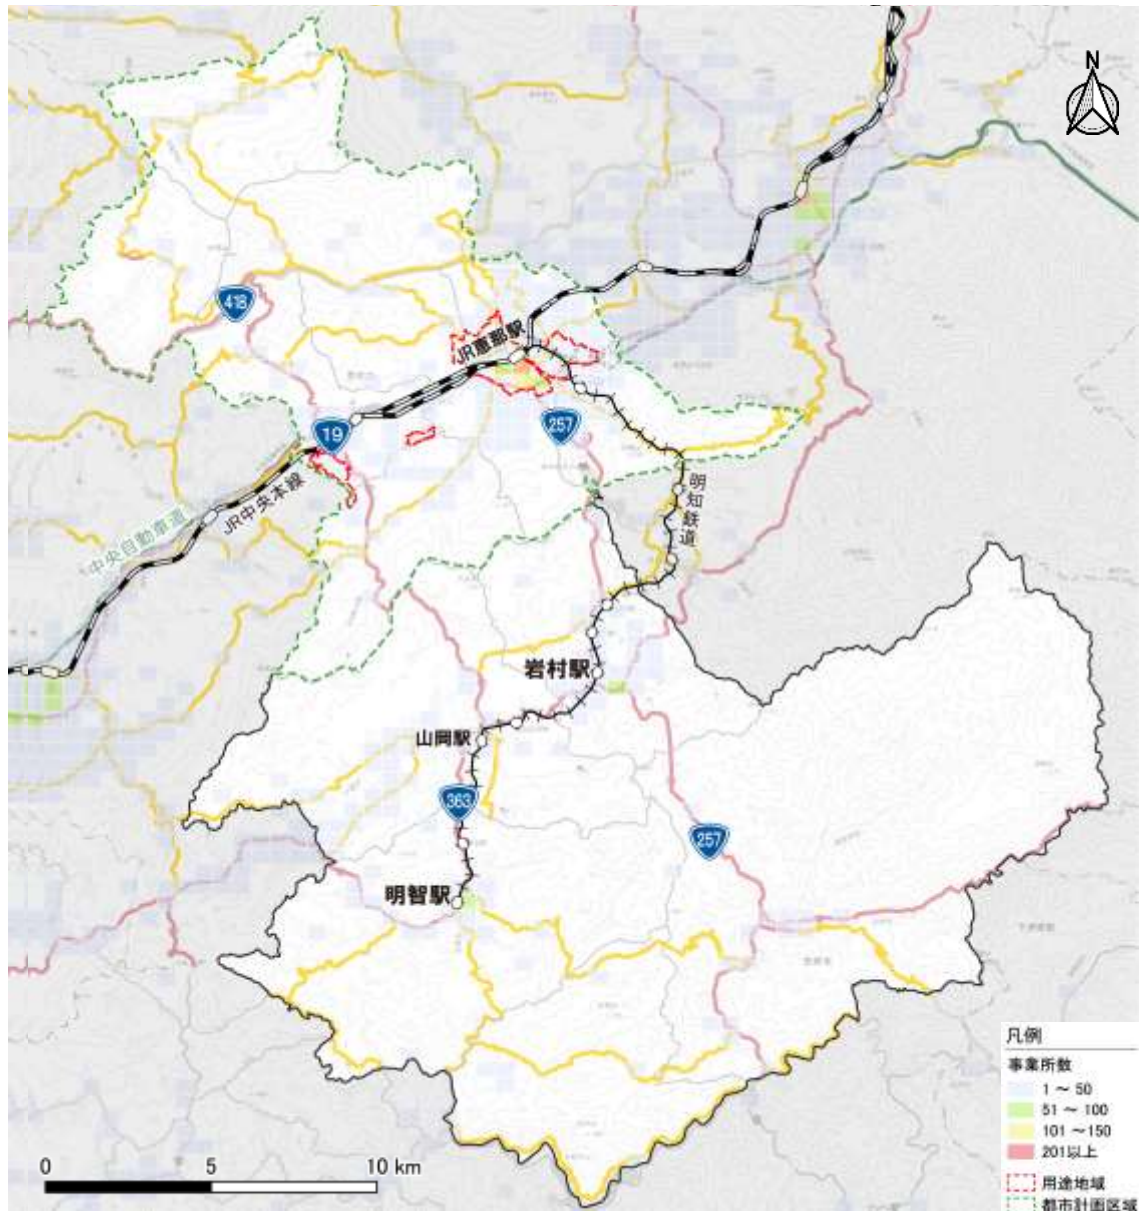 N
418
JR恵那駅
257
19
明知鉄道
JR中央本線
中央自動車道
岩村駅
山岡駅
363
257
明智駅
凡例
事業所数
1 ～ 50
51 ～ 100
101 ～150
201以上
用途地域
都市計画区域
0 5 10 km